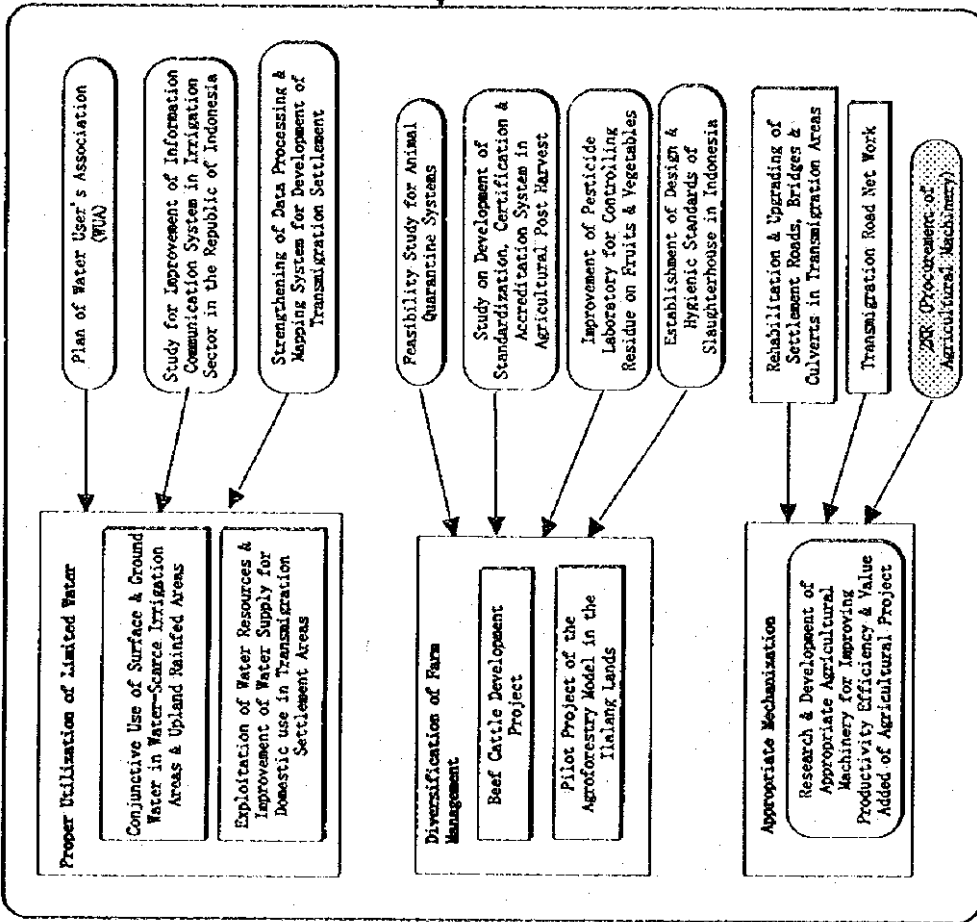 Proper Utilization of Limited Water
Conjunctive Use of Surface & Ground
Water in Water-Scarce Irrigation
Areas & Upland Rainfed Areas
Exploitation of Water Resources &
Improvement of Water Supply for
Domestic use in Transmigration
Settlement Areas
Plan of Water User's Association
(WUA)
Study for Improvement of Information
Communication System in Irrigation
Sector in the Republic of Indonesia
Strengthening of Data Processing &
Mapping System for Development of
Transmigration Settlement
Diversification of Farm
Management
Beef Cattle Development
Project
Pilot Project of the
Agroforestry Model in the
Ilalang Lands
Feasibility Study for Animal
Quarantine Systems
Study on Development of
Standardization, Certification &
Accreditation System in
Agricultural Post Harvest
Improvement of Pesticide
Laboratory for Controlling
Residue on Fruits & Vegetables
Establishment of Design &
Hygienic Standards of
Slaughterhouse in Indonesia
Appropriate Mechanization
Research & Development of
Appropriate Agricultural
Machinery for Improving
Productivity Efficiency & Value
Added of Agricultural Project
Rehabilitation & Upgrading of
Settlement Roads, Bridges &
Culverts in Transmigration Areas
Transmigration Road Net Work
2KR (Procurement of
Agricultural Machinery)